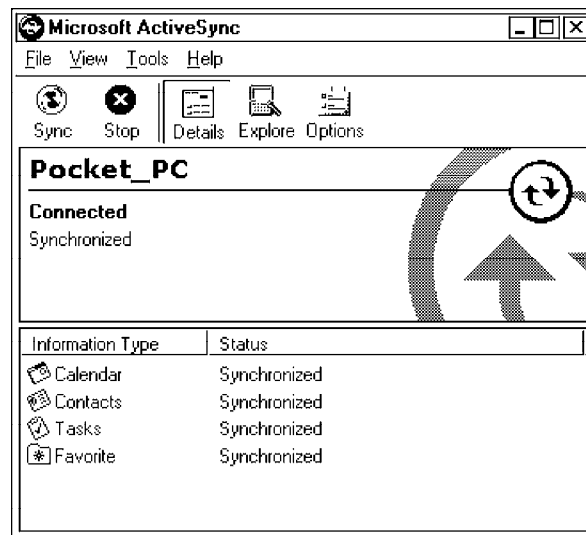 Microsoft ActiveSync
File View Tools Help
Sync Stop Details Explore Options
Pocket_PC
Connected
Synchronized
Information Type Status
Calendar Synchronized
Contacts Synchronized
Tasks Synchronized
Favorite Synchronized